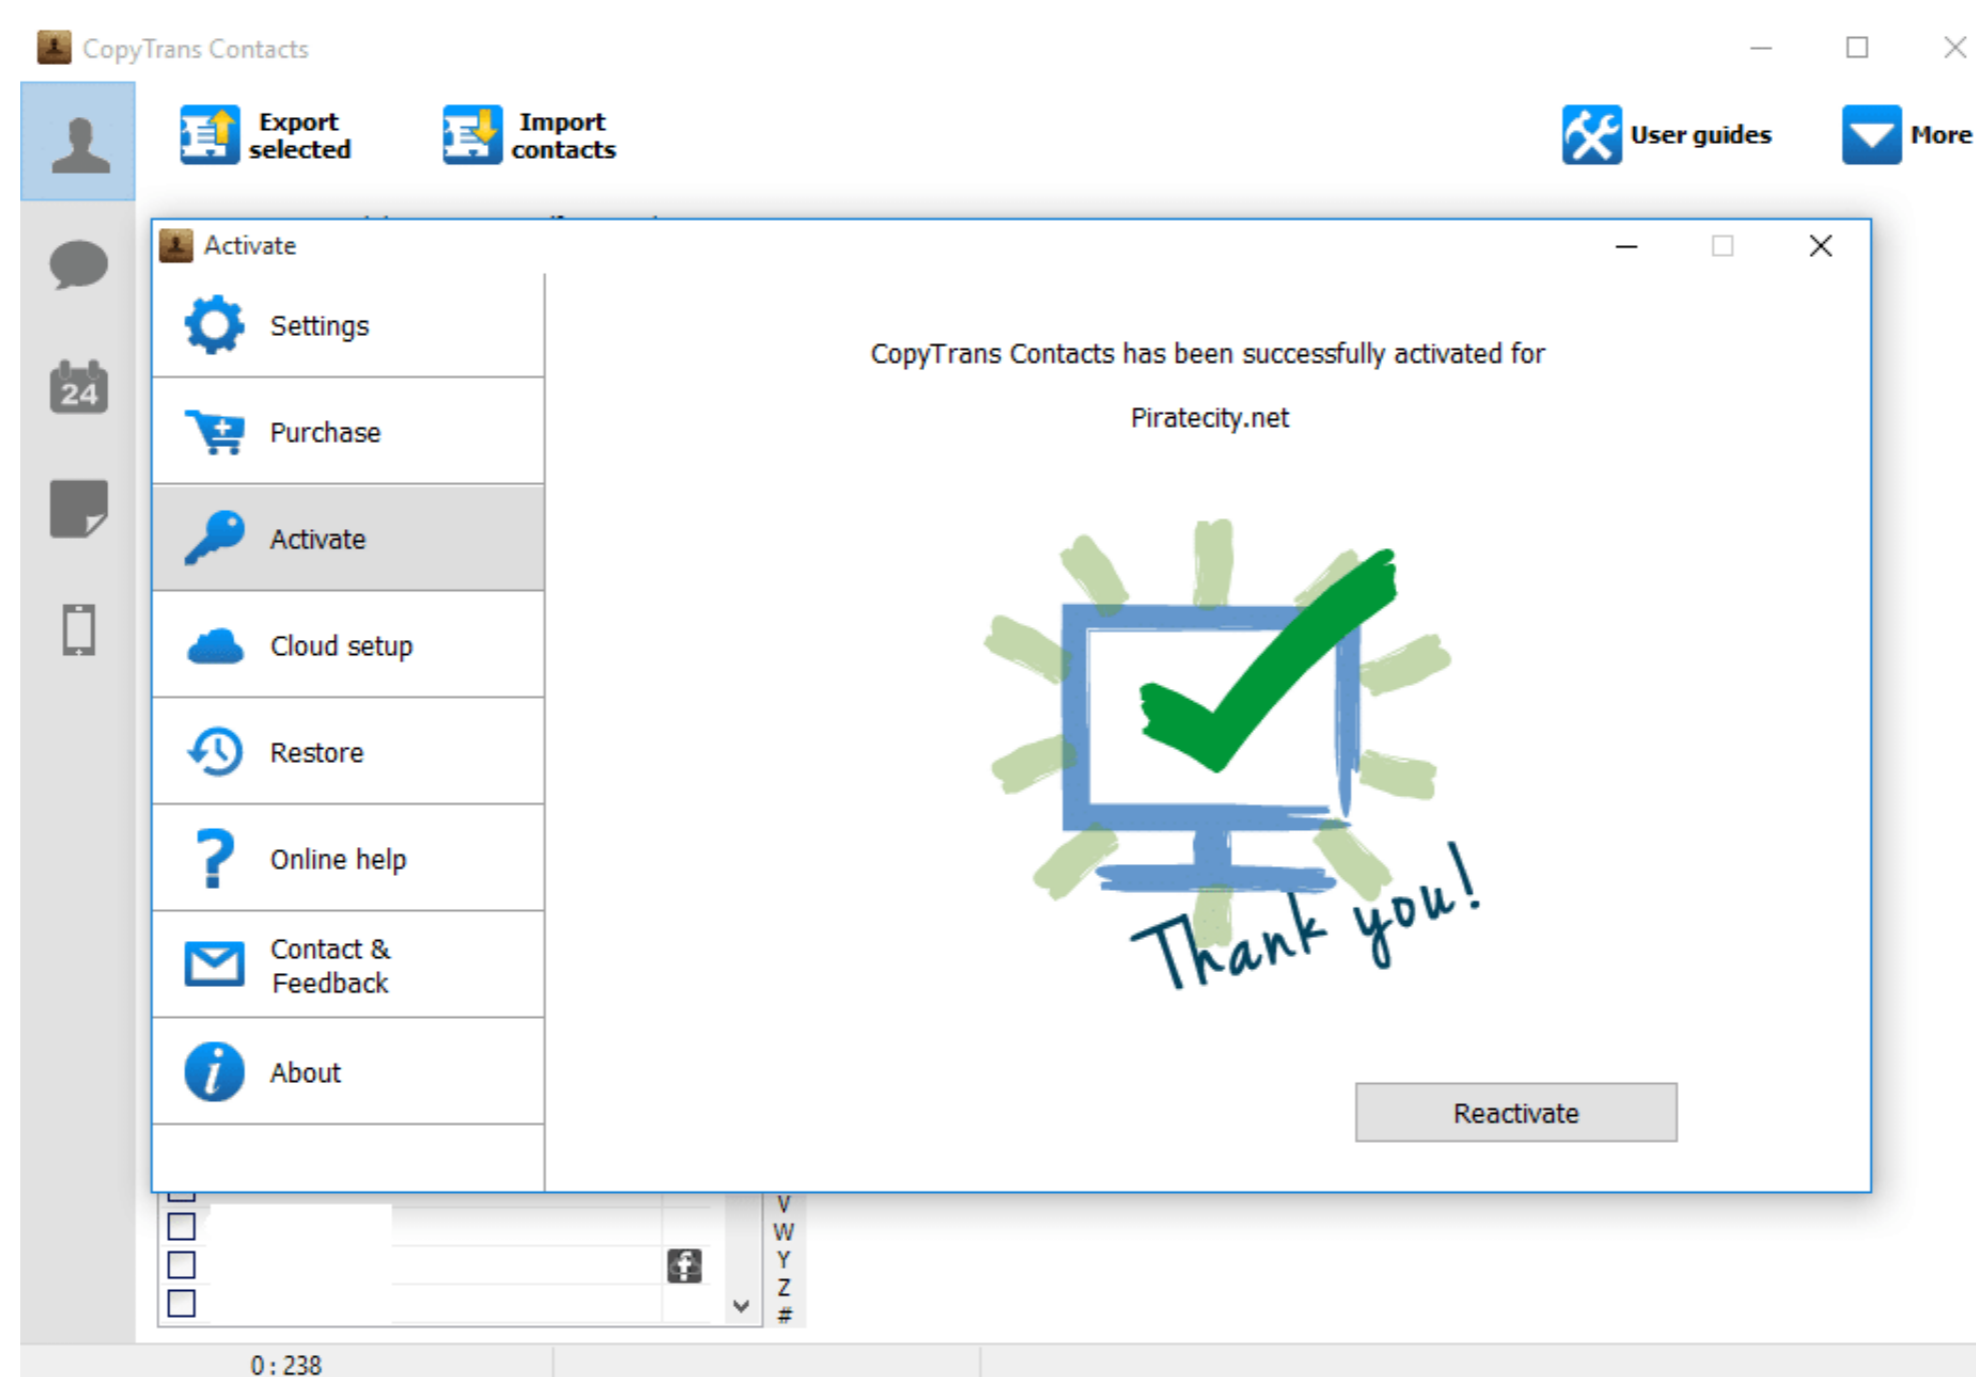 CopyTrans Contacts
Export
selected
Import
contacts
User guides
More
Activate
Settings
Purchase
Activate
Cloud setup
Restore
Online help
Contact &
Feedback
About
24
CopyTrans Contacts has been successfully activated for
Piratecity.net
Thank you!
Reactivate
V
W
Y
Z
#
0 : 238